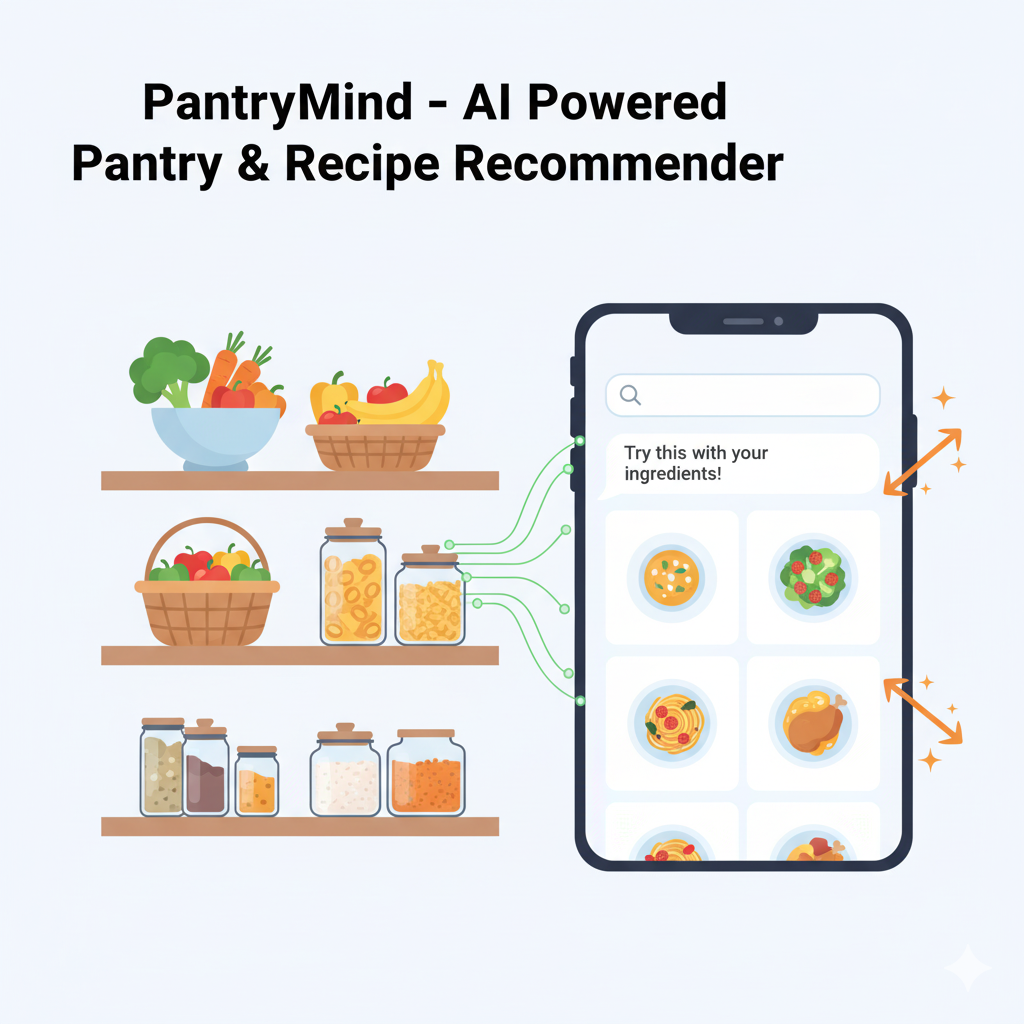 PantryMind - AI Powered
Pantry & Recipe Recommender
Try this with your
ingredients!